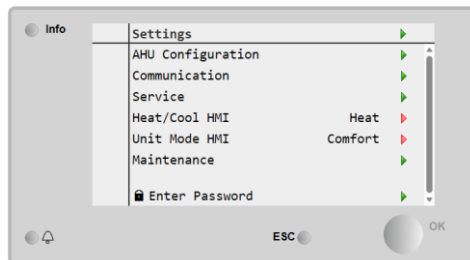 Info
Settings
AHU Configuration
Communication
Service
Heat/Cool HMI Heat
Unit Mode HMI Comfort
Maintenance
Enter Password
ESC
OK